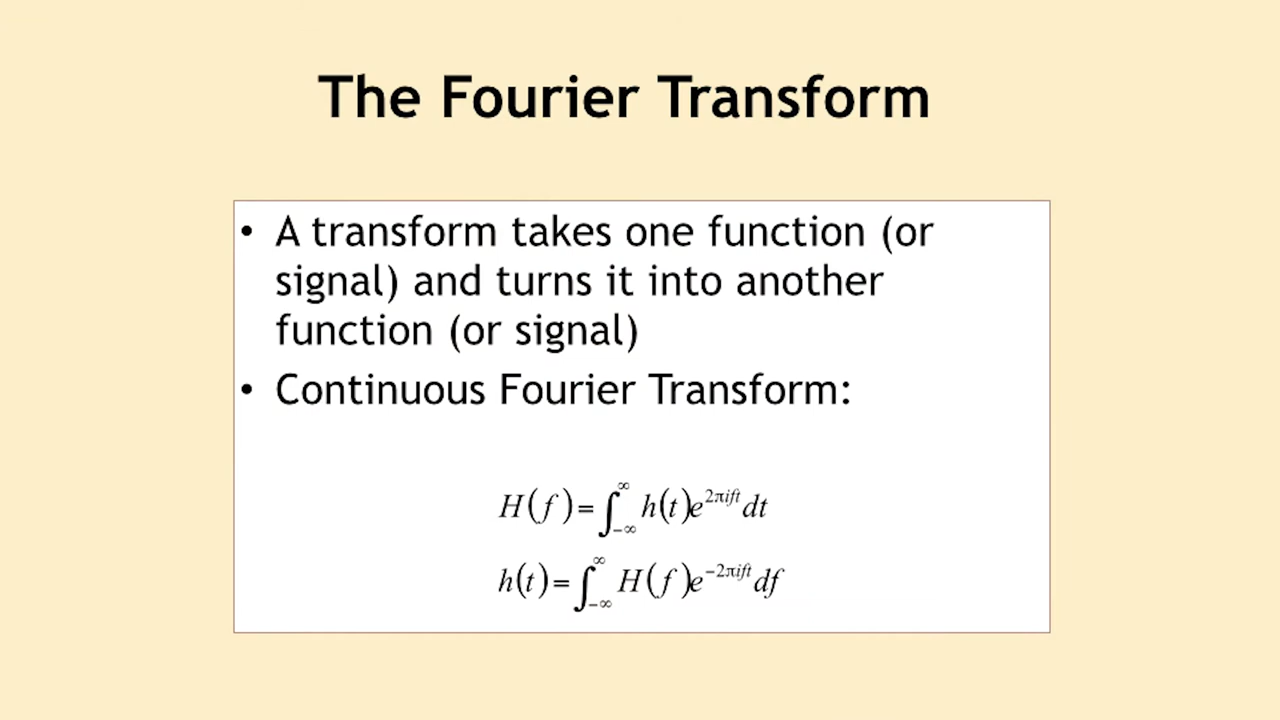 The Fourier Transform
• A transform takes one function (or
signal) and turns it into another
function (or signal)
• Continuous Fourier Transform:
H(f)=∫_{-∞}^{∞} h(t)e^{2πift} dt
h(t)=∫_{-∞}^{∞} H(f)e^{-2πift} df